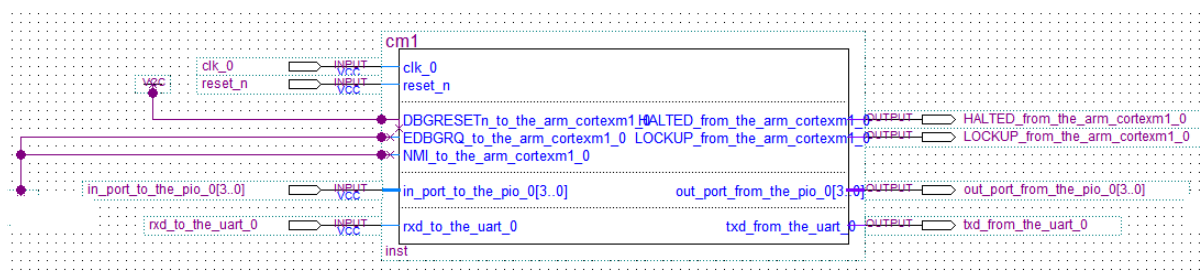 cm1
clk_0 INPUT VCC clk_0
reset_n INPUT VCC reset_n
VCC
DBGRESETn_to_the_arm_cortexm1_0 HALTED_from_the_arm_cortexm1_0 OUTPUT HALTED_from_the_arm_cortexm1_0
EDBGRQ_to_the_arm_cortexm1_0 LOCKUP_from_the_arm_cortexm1_0 OUTPUT LOCKUP_from_the_arm_cortexm1_0
NMI_to_the_arm_cortexm1_0
in_port_to_the_pio_0[3..0] INPUT VCC in_port_to_the_pio_0[3..0] out_port_from_the_pio_0[3..0] OUTPUT out_port_from_the_pio_0[3..0]
rxd_to_the_uart_0 INPUT VCC rxd_to_the_uart_0 txd_from_the_uart_0 OUTPUT txd_from_the_uart_0
inst